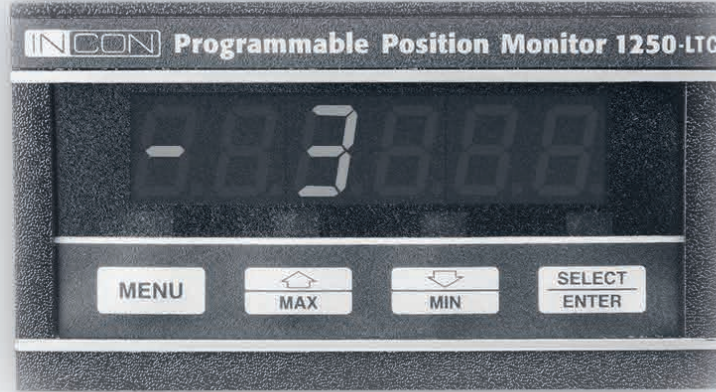 INCON Programmable Position Monitor 1250-LTC
- 3
MENU
MAX
MIN
SELECT
ENTER